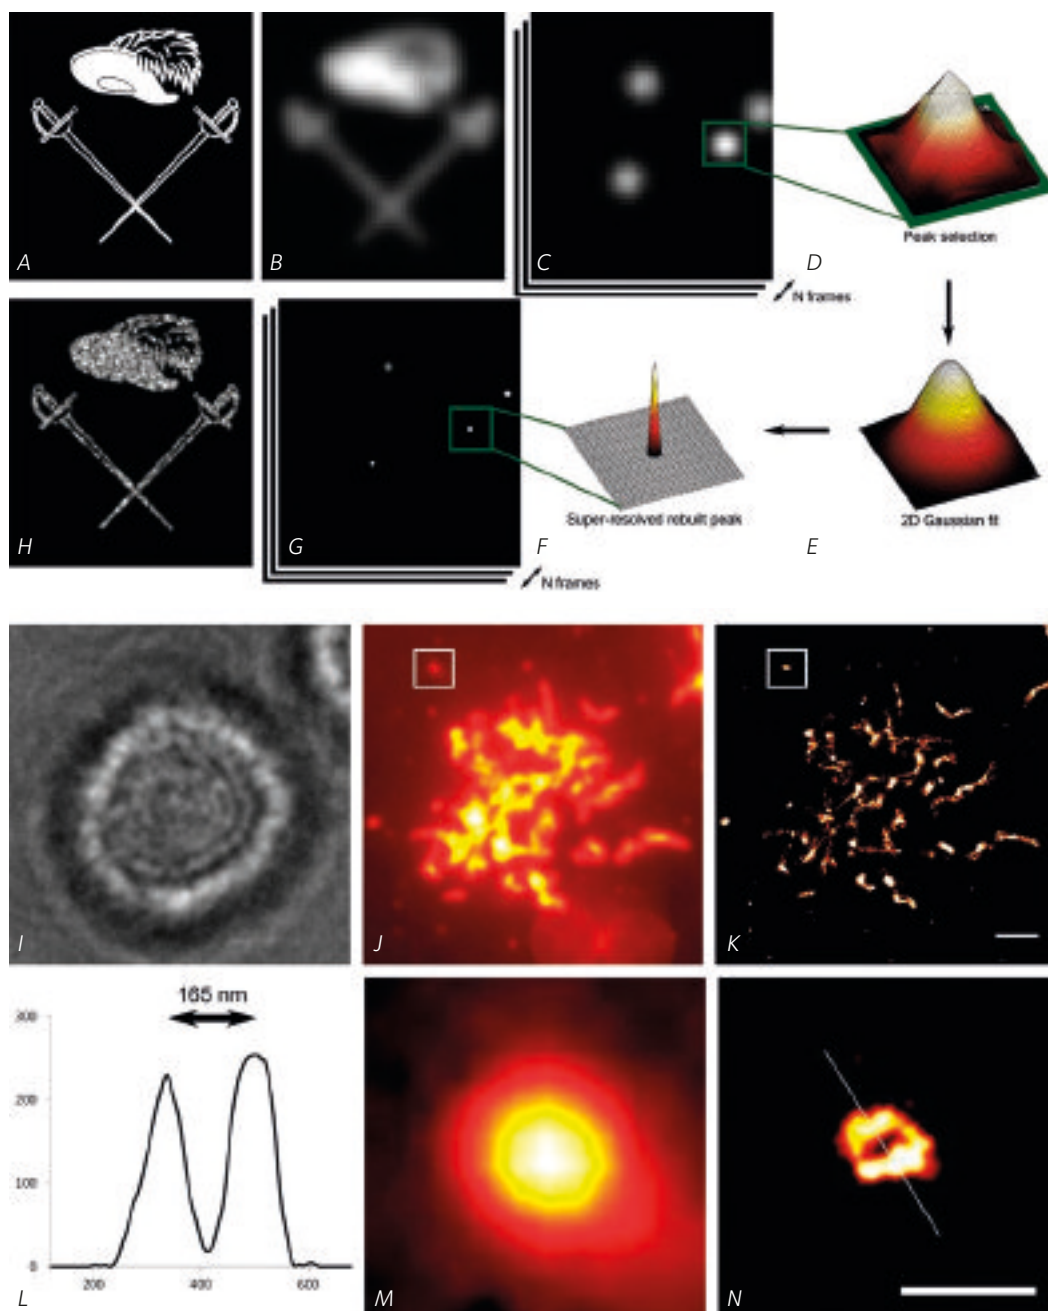 A
B
C
D
Peak selection
N frames
H
G
F
Super-resolved rebuilt peak
E
2D Gaussian fit
N frames
I
J
K
165 nm
300
200
100
0
200
400
600
L
M
N